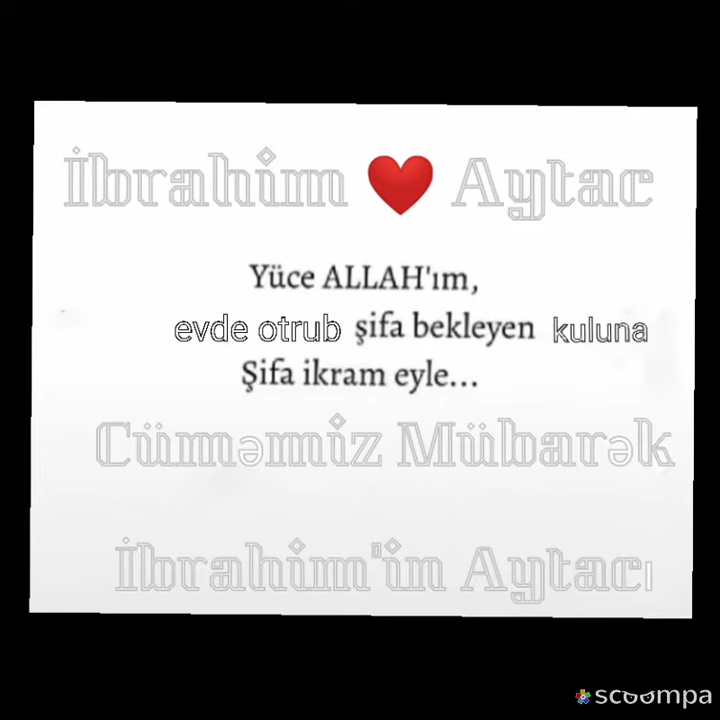 İbrahim ❤️ Aytac
Yüce ALLAH'ım,
evde otrub şifa bekleyen kuluna
Şifa ikram eyle...
Cüməmiz Mübarək
İbrahim'in Aytacı
scoompa